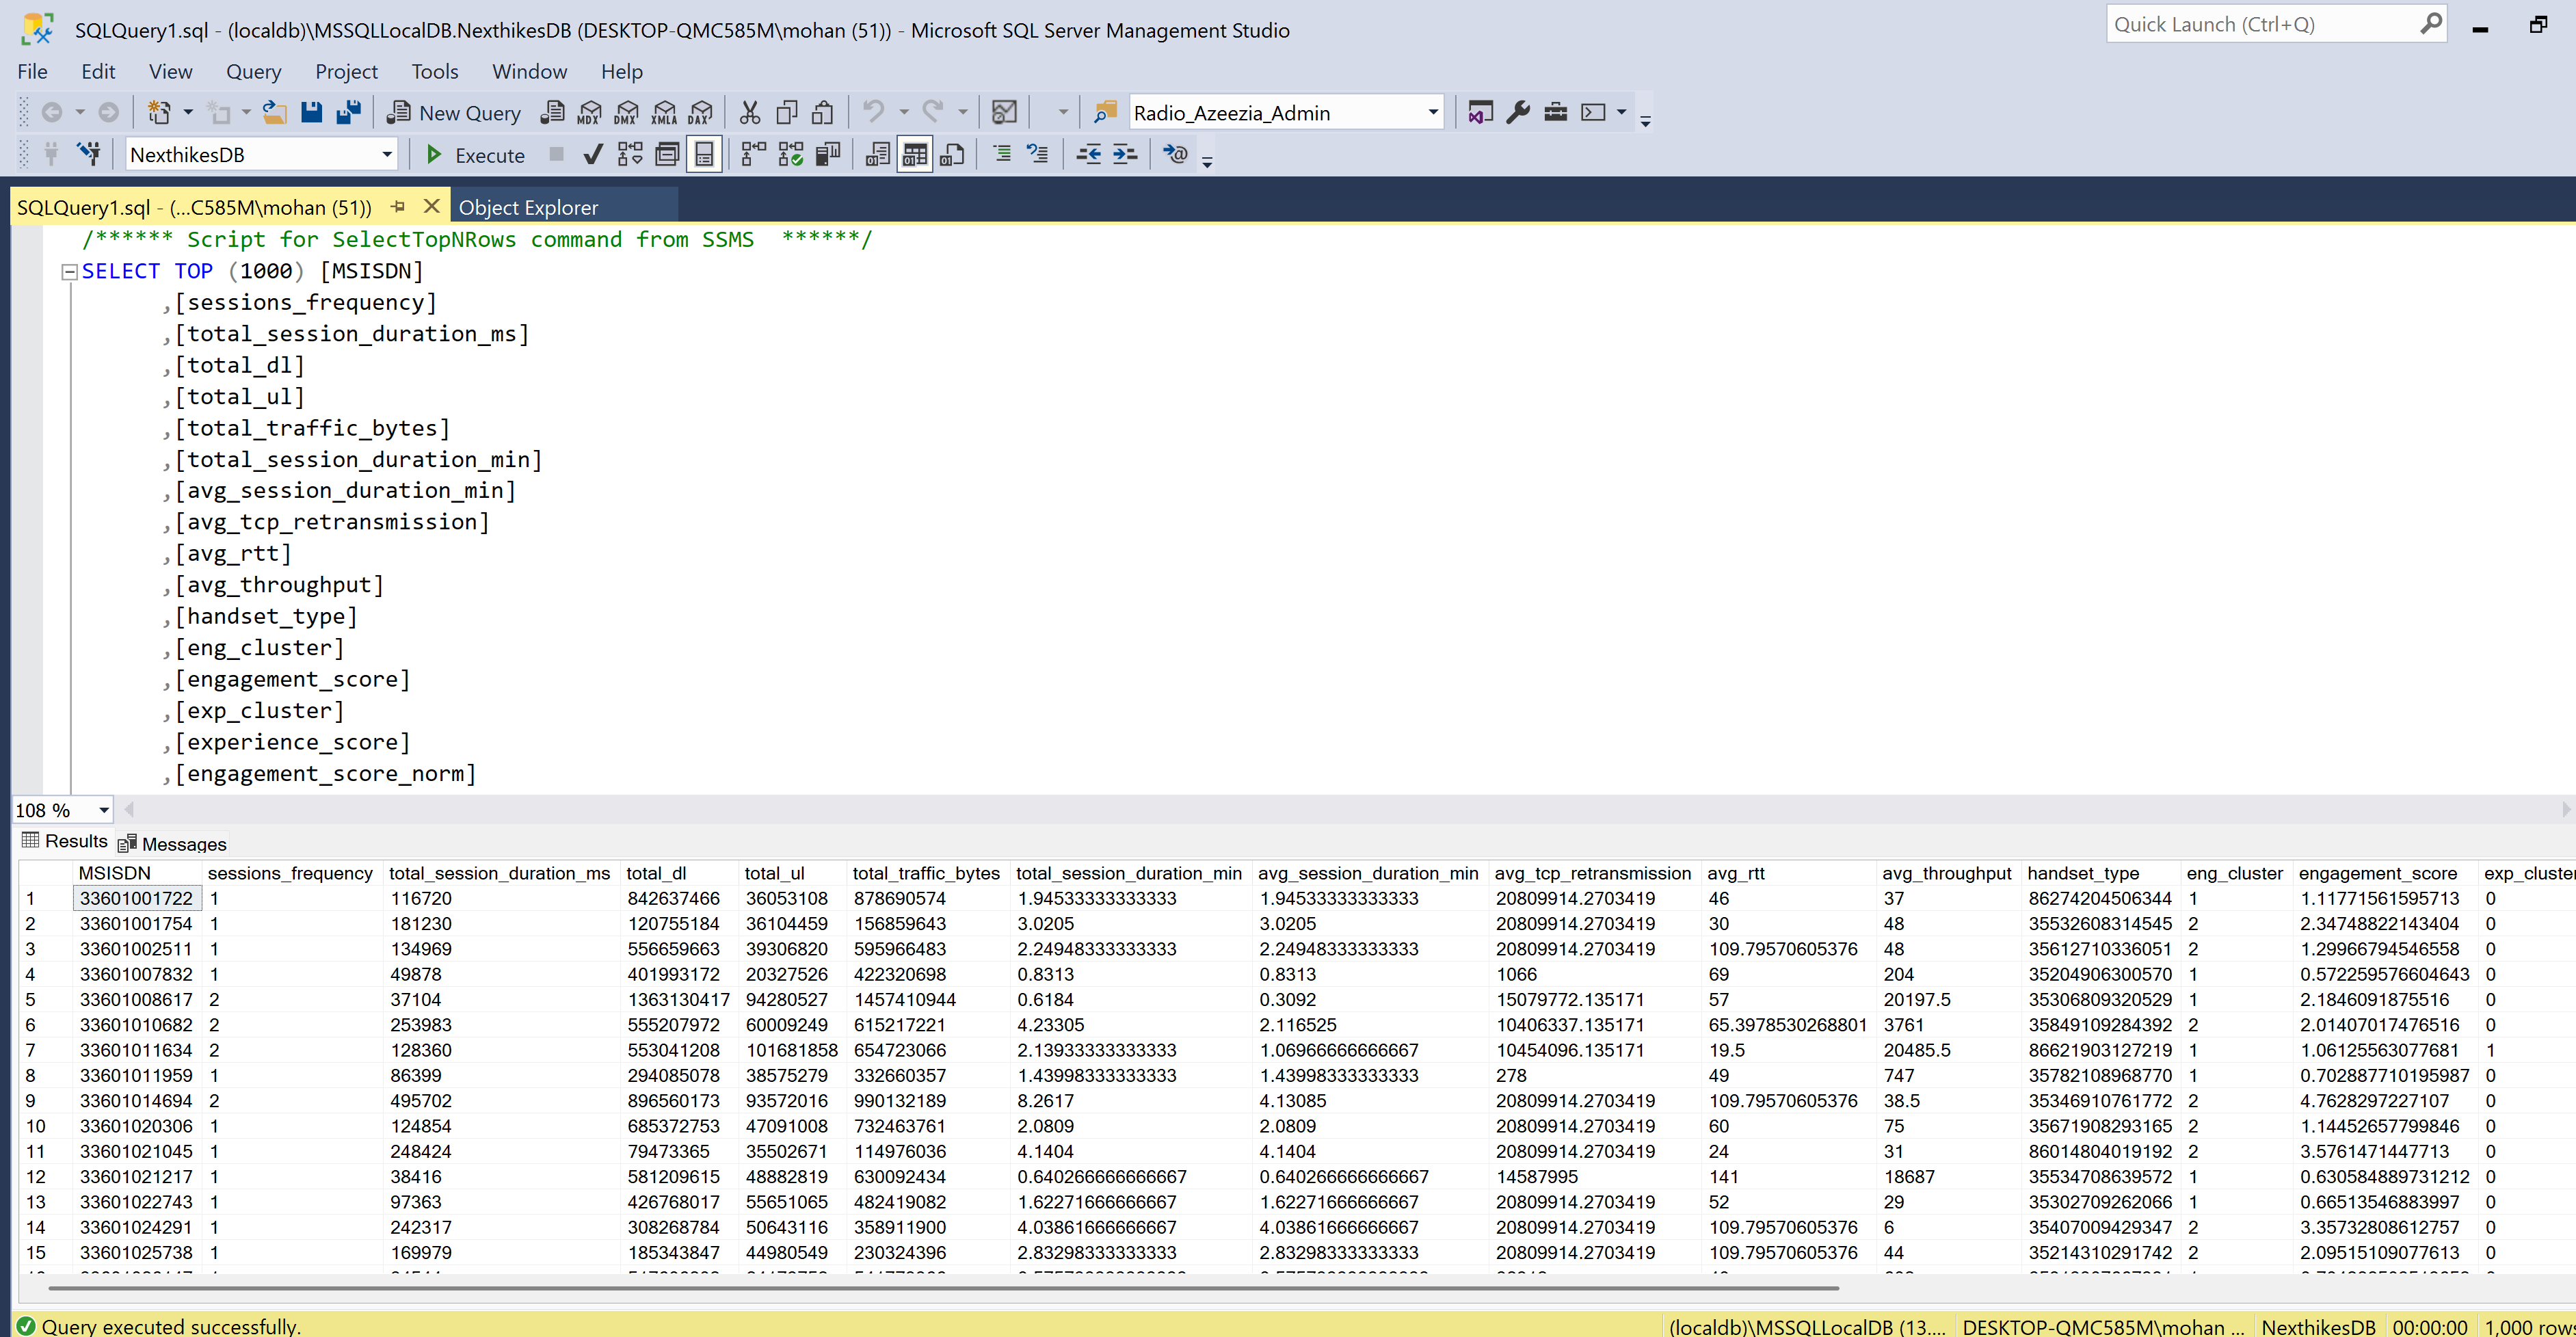 SQLQuery1.sql - (localdb)\MSSQLLocalDB.NexthikesDB (DESKTOP-QMC585M\mohan (51)) - Microsoft SQL Server Management Studio
Quick Launch (Ctrl+Q)
File Edit View Query Project Tools Window Help
New Query MDX DMX XMLA DAX Radio_Azeezia_Admin
NexthikesDB Execute
SQLQuery1.sql - (...C585M\mohan (51)) Object Explorer
/****** Script for SelectTopNRows command from SSMS ******/
SELECT TOP (1000) [MSISDN]
,[sessions_frequency]
,[total_session_duration_ms]
,[total_dl]
,[total_ul]
,[total_traffic_bytes]
,[total_session_duration_min]
,[avg_session_duration_min]
,[avg_tcp_retransmission]
,[avg_rtt]
,[avg_throughput]
,[handset_type]
,[eng_cluster]
,[engagement_score]
,[exp_cluster]
,[experience_score]
,[engagement_score_norm]
108 %
Results Messages
MSISDN sessions_frequency total_session_duration_ms total_dl total_ul total_traffic_bytes total_session_duration_min avg_session_duration_min avg_tcp_retransmission avg_rtt avg_throughput handset_type eng_cluster engagement_score exp_cluster
1 33601001722 1 116720 842637466 36053108 878690574 1.94533333333333 1.94533333333333 20809914.2703419 46 37 86274204506344 1 1.11771561595713 0
2 33601001754 1 181230 120755184 36104459 156859643 3.0205 3.0205 20809914.2703419 30 48 35532608314545 2 2.34748822143404 0
3 33601002511 1 134969 556659663 39306820 595966483 2.24948333333333 2.24948333333333 20809914.2703419 109.79570605376 48 35612710336051 2 1.29966794546558 0
4 33601007832 1 49878 401993172 20327526 422320698 0.8313 0.8313 1066 69 204 35204906300570 1 0.572259576604643 0
5 33601008617 2 37104 1363130417 94280527 1457410944 0.6184 0.3092 15079772.135171 57 20197.5 35306809320529 1 2.1846091875516 0
6 33601010682 2 253983 555207972 60009249 615217221 4.23305 2.116525 10406337.135171 65.3978530268801 3761 35849109284392 2 2.01407017476516 0
7 33601011634 2 128360 553041208 101681858 654723066 2.13933333333333 1.06966666666667 10454096.135171 19.5 20485.5 86621903127219 1 1.06125563077681 1
8 33601011959 1 86399 294085078 38575279 332660357 1.43998333333333 1.43998333333333 278 49 747 35782108968770 1 0.702887710195987 0
9 33601014694 2 495702 896560173 93572016 990132189 8.2617 4.13085 20809914.2703419 109.79570605376 38.5 35346910761772 2 4.7628297227107 0
10 33601020306 1 124854 685372753 47091008 732463761 2.0809 2.0809 20809914.2703419 60 75 35671908293165 2 1.14452657799846 0
11 33601021045 1 248424 79473365 35502671 114976036 4.1404 4.1404 20809914.2703419 24 31 86014804019192 2 3.5761471447713 0
12 33601021217 1 38416 581209615 48882819 630092434 0.640266666666667 0.640266666666667 14587995 141 18687 35534708639572 1 0.630584889731212 0
13 33601022743 1 97363 426768017 55651065 482419082 1.62271666666667 1.62271666666667 20809914.2703419 52 29 35302709262066 1 0.66513546883997 0
14 33601024291 1 242317 308268784 50643116 358911900 4.03861666666667 4.03861666666667 20809914.2703419 109.79570605376 6 35407009429347 2 3.35732808612757 0
15 33601025738 1 169979 185343847 44980549 230324396 2.83298333333333 2.83298333333333 20809914.2703419 109.79570605376 44 35214310291742 2 2.09515109077613 0
Query executed successfully. (localdb)\MSSQLLocalDB (13.... DESKTOP-QMC585M\mohan ... NexthikesDB 00:00:00 1,000 rows